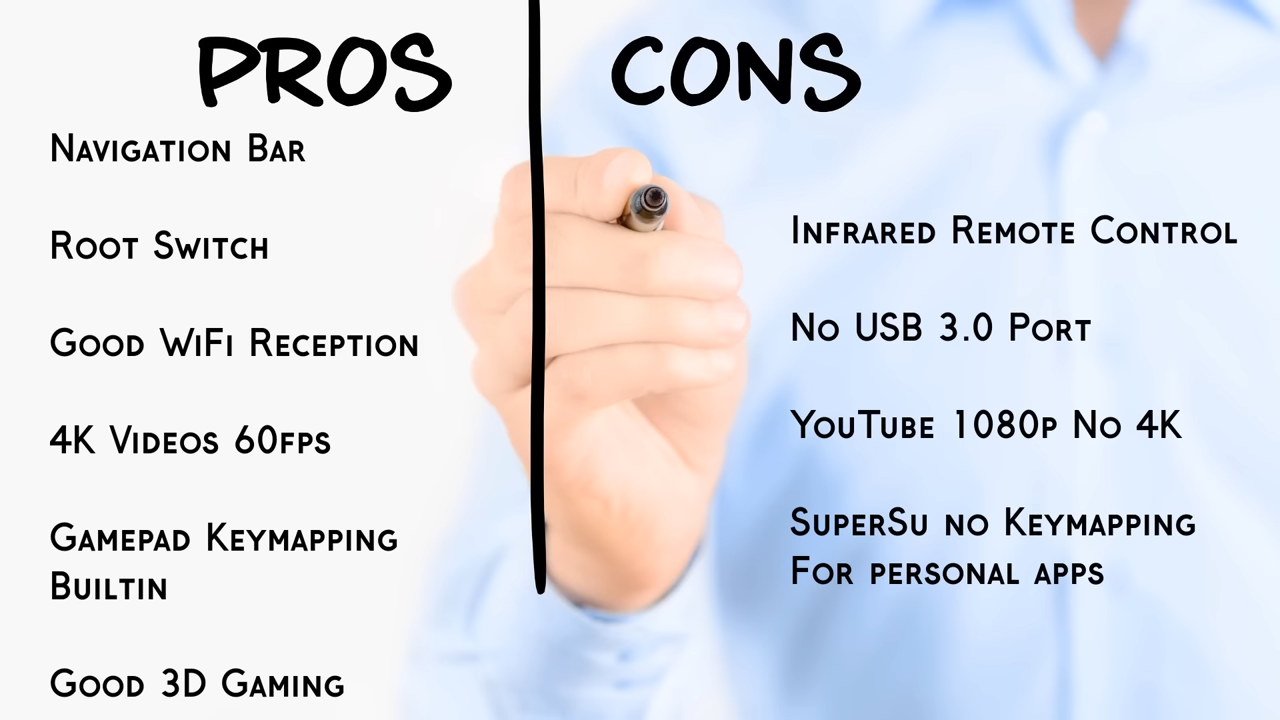 PROS
Navigation Bar
Root Switch
Good WiFi Reception
4K Videos 60fps
Gamepad Keymapping
Builtin
Good 3D Gaming
CONS
Infrared Remote Control
No USB 3.0 Port
YouTube 1080p No 4K
SuperSu no Keymapping
For personal apps